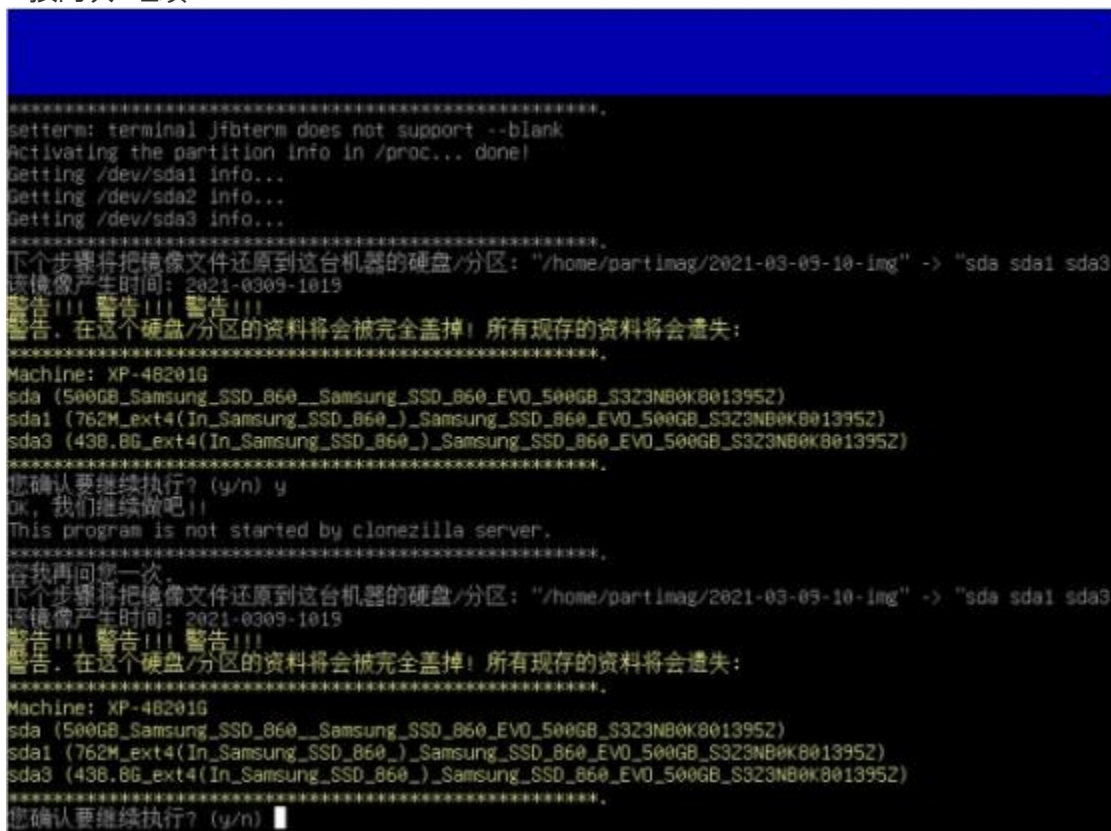 ****************************************************************.
setterm: terminal jfbterm does not support --blank
Activating the partition info in /proc... done!
Getting /dev/sda1 info...
Getting /dev/sda2 info...
Getting /dev/sda3 info...
****************************************************************.
下个步骤将把镜像文件还原到这台机器的硬盘/分区: "/home/partimag/2021-03-09-10-img" -> "sda sda1 sda3
该镜像产生时间: 2021-0309-1019
警告!!! 警告!!! 警告!!!
警告. 在这个硬盘/分区的资料将会被完全盖掉! 所有现存的资料将会遗失:
****************************************************************.
Machine: XP-48201G
sda (500GB_Samsung_SSD_860__Samsung_SSD_860_EVO_500GB_S3Z3NB0K801395Z)
sda1 (762M_ext4(In_Samsung_SSD_860_)_Samsung_SSD_860_EVO_500GB_S3Z3NB0K801395Z)
sda3 (438.8G_ext4(In_Samsung_SSD_860_)_Samsung_SSD_860_EVO_500GB_S3Z3NB0K801395Z)
****************************************************************.
您确认要继续执行? (y/n) y
OK, 我们继续做吧!!
This program is not started by clonezilla server.
****************************************************************.
容我再问您一次.
下个步骤将把镜像文件还原到这台机器的硬盘/分区: "/home/partimag/2021-03-09-10-img" -> "sda sda1 sda3
该镜像产生时间: 2021-0309-1019
警告!!! 警告!!! 警告!!!
警告. 在这个硬盘/分区的资料将会被完全盖掉! 所有现存的资料将会遗失:
****************************************************************.
Machine: XP-48201G
sda (500GB_Samsung_SSD_860__Samsung_SSD_860_EVO_500GB_S3Z3NB0K801395Z)
sda1 (762M_ext4(In_Samsung_SSD_860_)_Samsung_SSD_860_EVO_500GB_S3Z3NB0K801395Z)
sda3 (438.8G_ext4(In_Samsung_SSD_860_)_Samsung_SSD_860_EVO_500GB_S3Z3NB0K801395Z)
****************************************************************.
您确认要继续执行? (y/n)